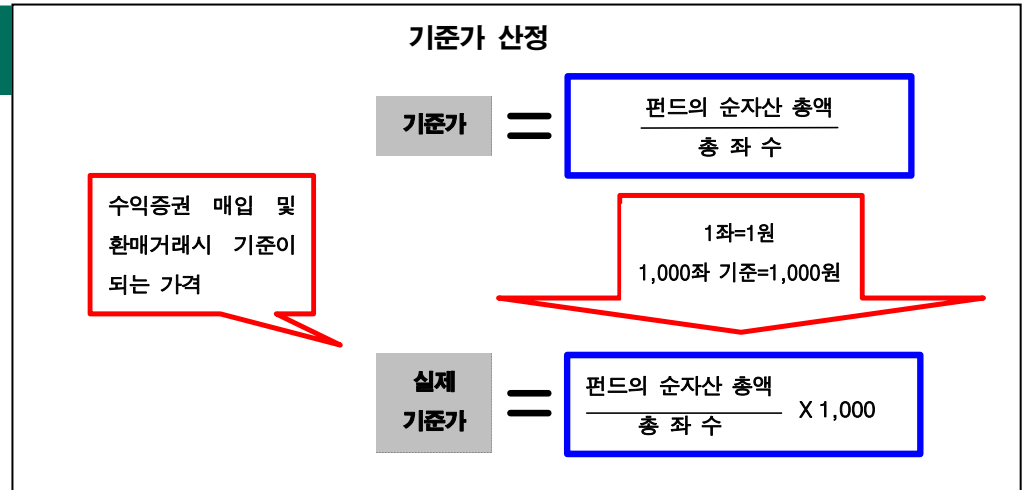 기준가 산정
기준가
펀드의 순자산 총액
총 좌 수
수익증권 매입 및
환매거래시 기준이
되는 가격
1좌=1원
1,000좌 기준=1,000원
실제
기준가
펀드의 순자산 총액
총 좌 수
X 1,000